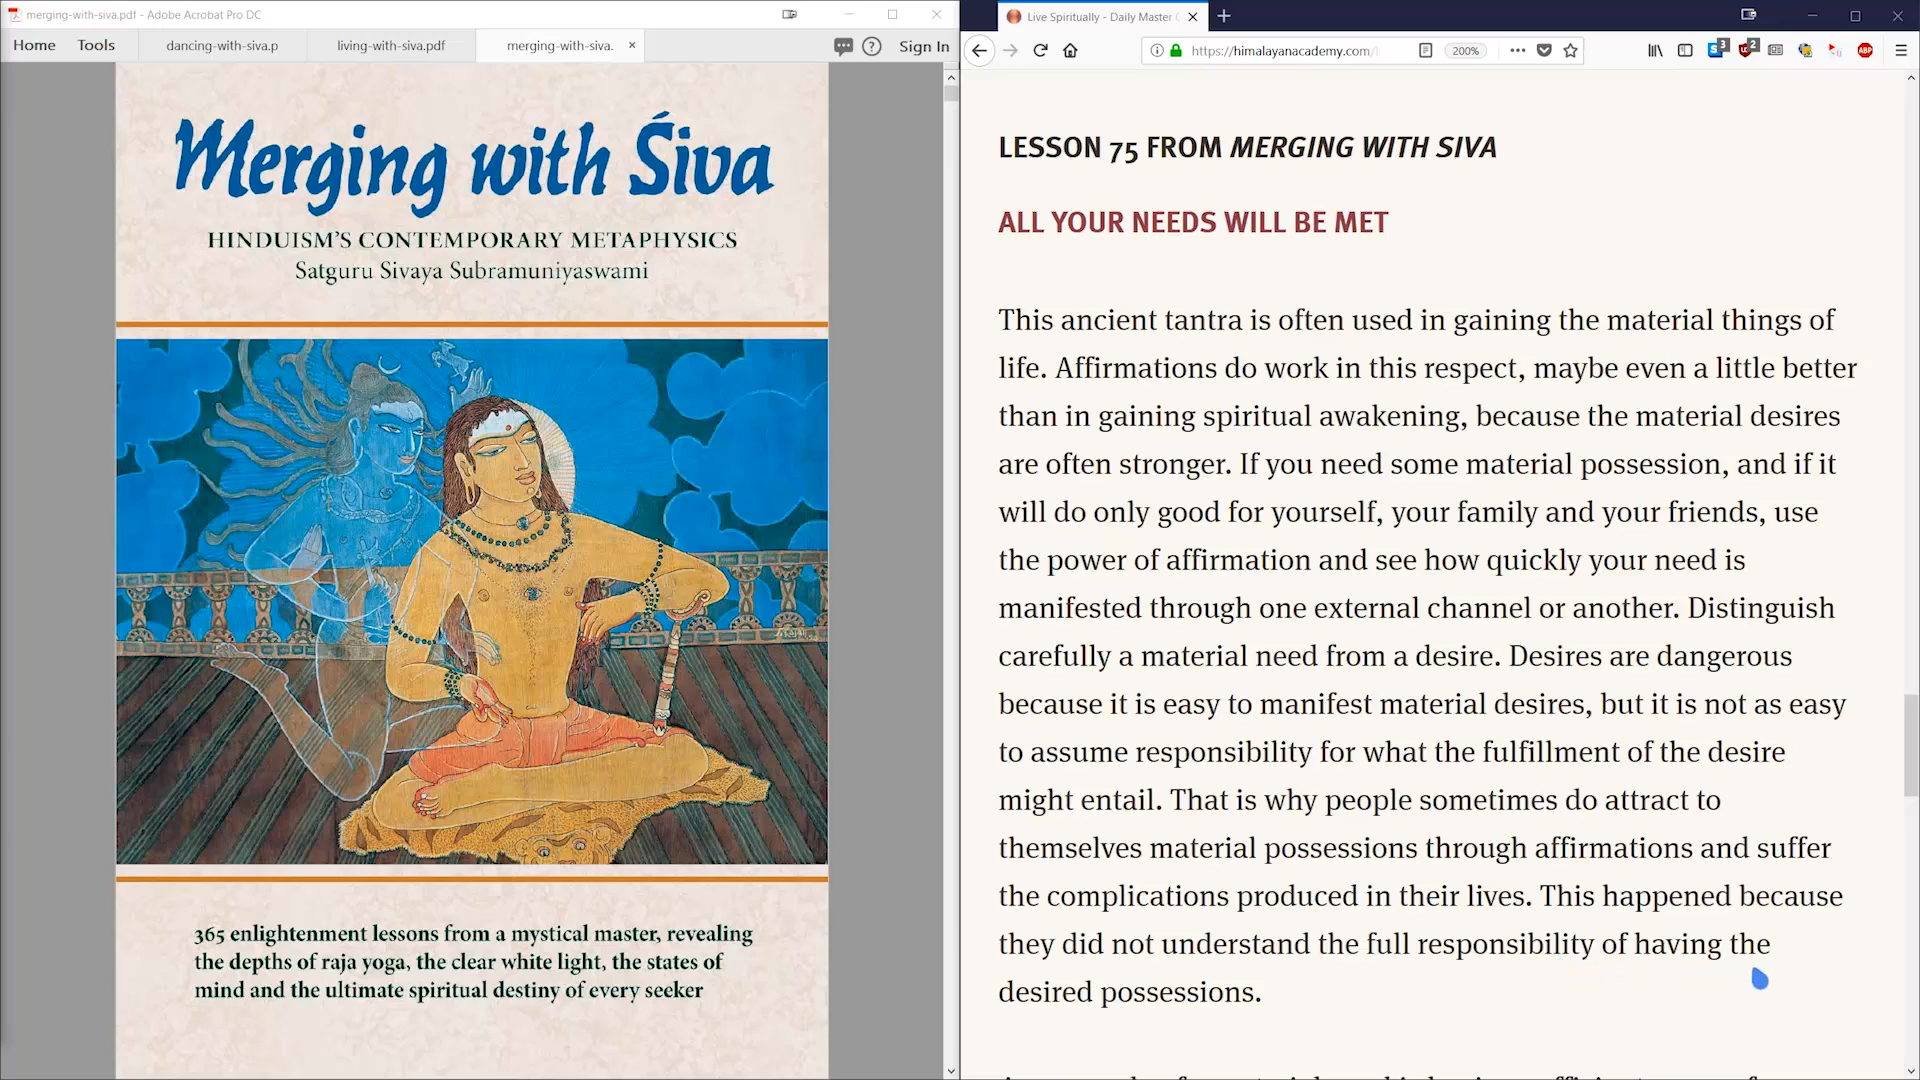 merging-with-siva.pdf - Adobe Acrobat Pro DC
Home Tools dancing-with-siva.p living-with-siva.pdf merging-with-siva. × Sign In
Merging with Śiva
HINDUISM'S CONTEMPORARY METAPHYSICS
Satguru Sivaya Subramuniyaswami
365 enlightenment lessons from a mystical master, revealing
the depths of raja yoga, the clear white light, the states of
mind and the ultimate spiritual destiny of every seeker
Live Spiritually - Daily Master
https://himalayanacademy.com/
200%
3
2
ABP
LESSON 75 FROM MERGING WITH SIVA
ALL YOUR NEEDS WILL BE MET
This ancient tantra is often used in gaining the material things of
life. Affirmations do work in this respect, maybe even a little better
than in gaining spiritual awakening, because the material desires
are often stronger. If you need some material possession, and if it
will do only good for yourself, your family and your friends, use
the power of affirmation and see how quickly your need is
manifested through one external channel or another. Distinguish
carefully a material need from a desire. Desires are dangerous
because it is easy to manifest material desires, but it is not as easy
to assume responsibility for what the fulfillment of the desire
might entail. That is why people sometimes do attract to
themselves material possessions through affirmations and suffer
the complications produced in their lives. This happened because
they did not understand the full responsibility of having the
desired possessions.